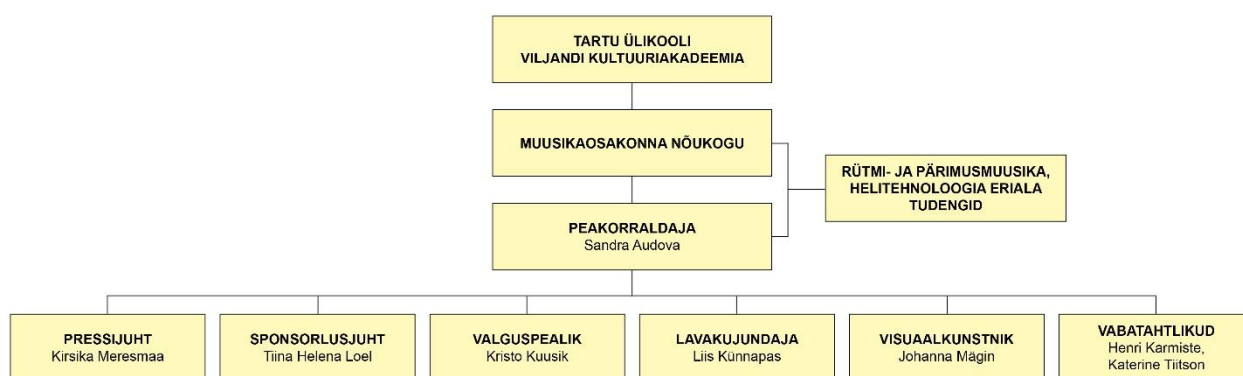 TARTU ÜLIKOOLI
VILJANDI KULTUURIAKADEEMIA
MUUSIKAOSAKONNA NÕUKOGU
RÜTMI- JA PÄRIMUSMUUSIKA,
HELITEHNOLOOGIA ERIALA
TUDENGID
PEAKORRALDAJA
Sandra Audova
PRESSIJUHT
Kirsika Meresmaa
SPONSORLUSJUHT
Tiina Helena Loel
VALGUSPEALIK
Kristo Kuusik
LAVAKUJUNDAJA
Liis Künnapas
VISUAALKUNSTNIK
Johanna Mägin
VABATAHTLIKUD
Henri Karmiste,
Katerine Tiitson